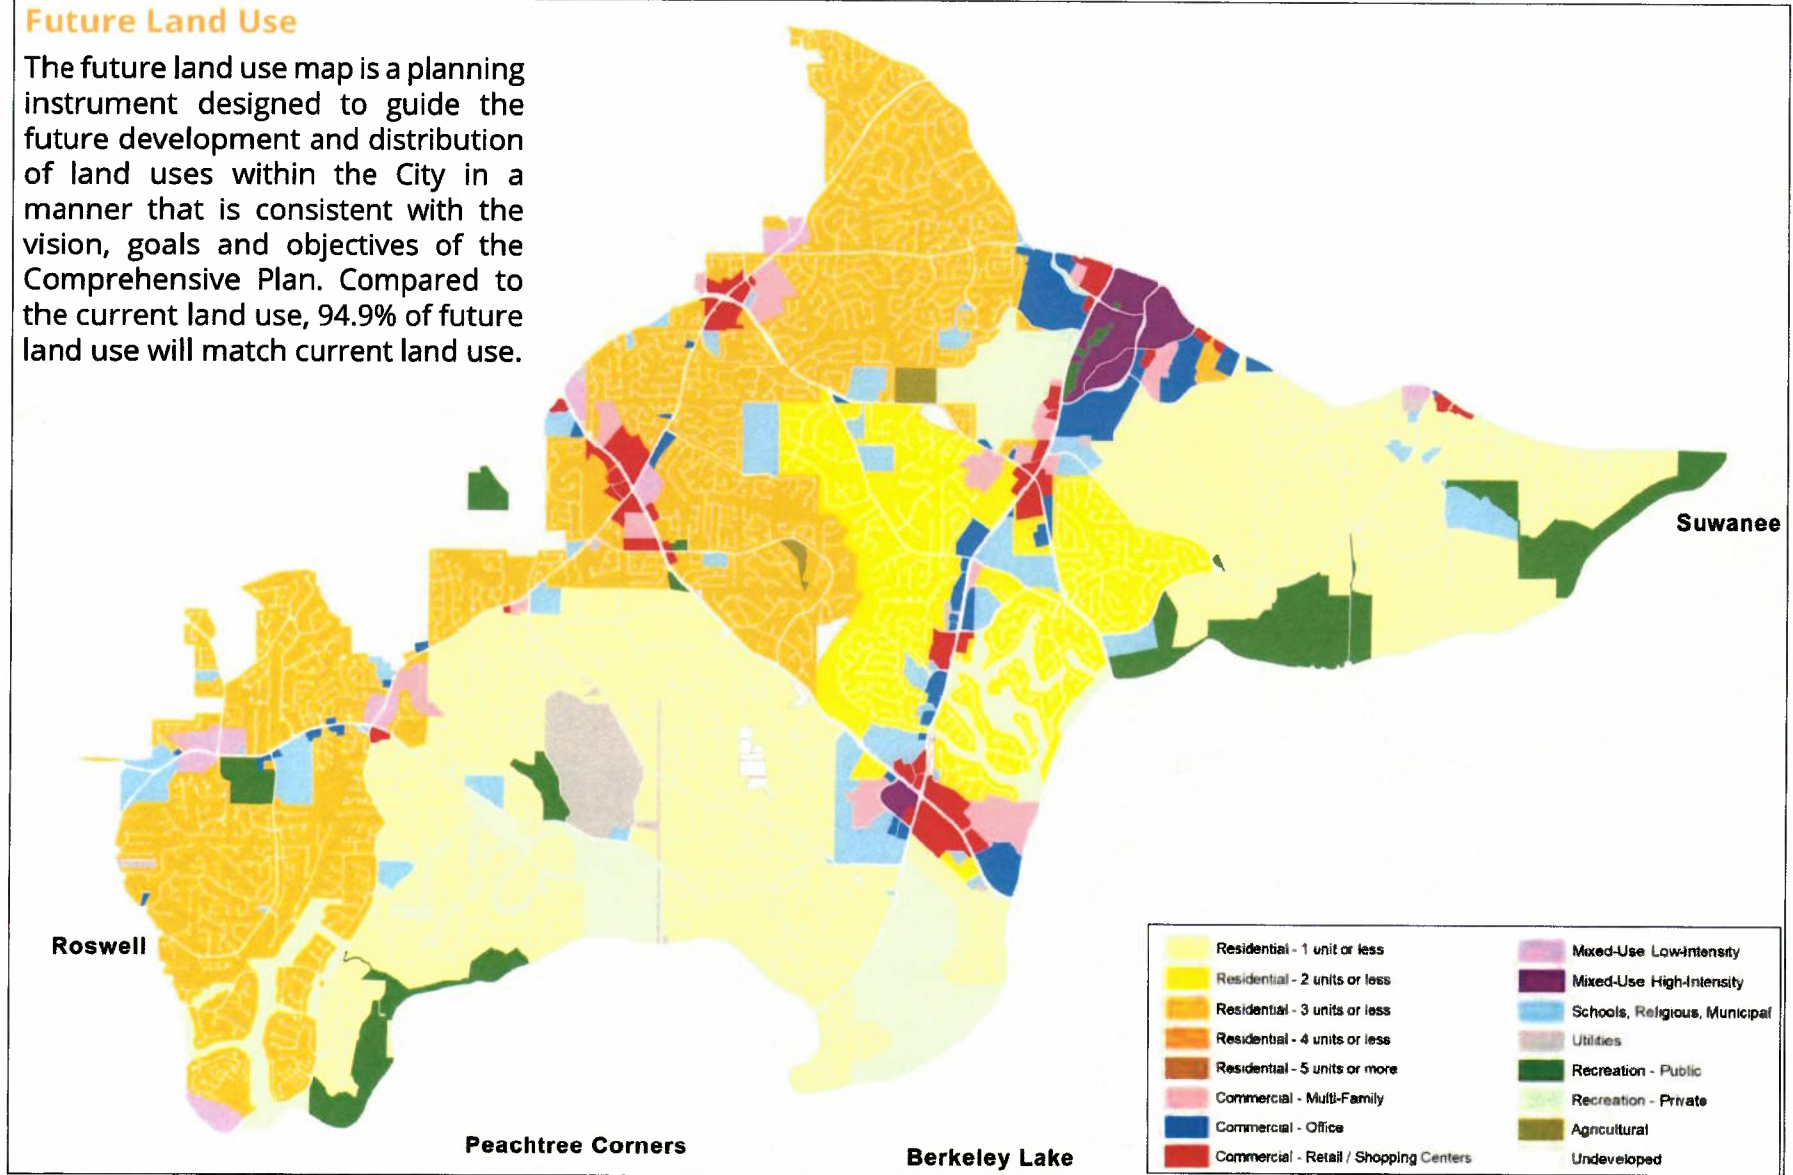 Future Land Use
The future land use map is a planning
instrument designed to guide the
future development and distribution
of land uses within the City in a
manner that is consistent with the
vision, goals and objectives of the
Comprehensive Plan. Compared to
the current land use, 94.9% of future
land use will match current land use.
Suwanee
Roswell
Peachtree Corners
Berkeley Lake
Residential - 1 unit or less
Residential - 2 units or less
Residential - 3 units or less
Residential - 4 units or less
Residential - 5 units or more
Commercial - Multi-Family
Commercial - Office
Commercial - Retail / Shopping Centers
Mixed-Use Low-Intensity
Mixed-Use High-Intensity
Schools, Religious, Municipal
Utilities
Recreation - Public
Recreation - Private
Agricultural
Undeveloped